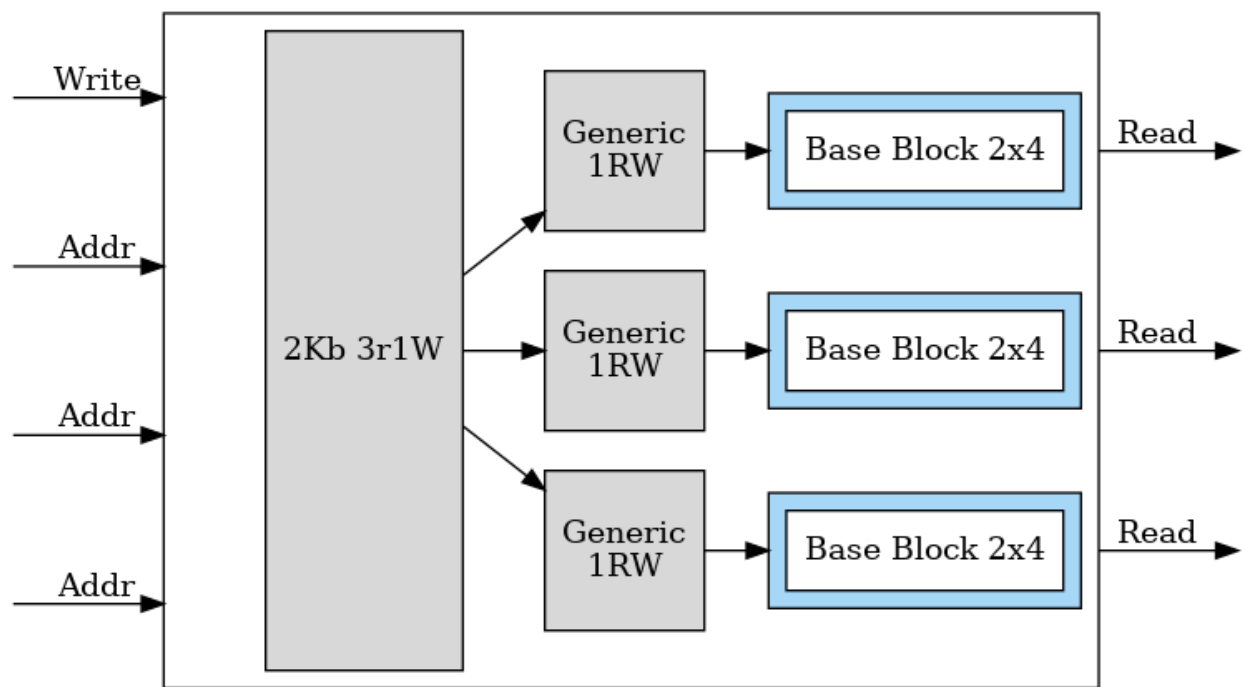 Write
Addr
Addr
Addr
2Kb 3r1W
Generic
1RW
Base Block 2x4
Read
Generic
1RW
Base Block 2x4
Read
Generic
1RW
Base Block 2x4
Read